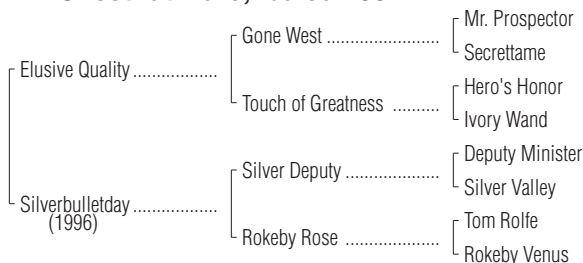 Gone West ........................... Mr. Prospector
Secrettame
Elusive Quality ....................
Touch of Greatness ........... Hero's Honor
Ivory Wand
Silver Deputy ........................ Deputy Minister
Silver Valley
Silverbulletday ....................
(1996)
Rokeby Rose ....................... Tom Rolfe
Rokeby Venus